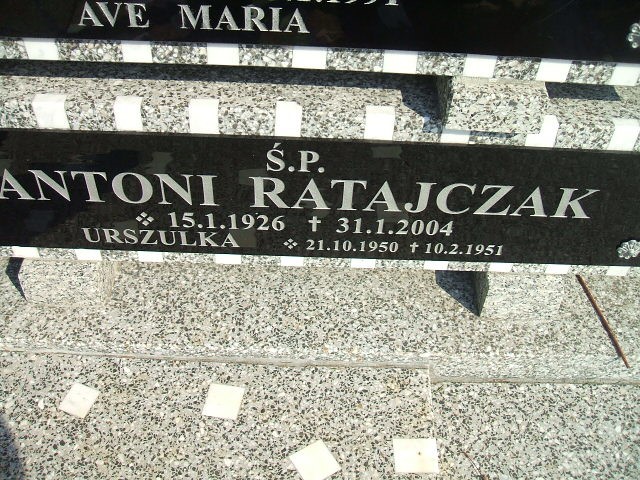 AVE MARIA
Ś.P.
ANTONI RATAJCZAK
15.1.1926 † 31.1.2004
URSZULKA 21.10.1950 † 10.2.1951